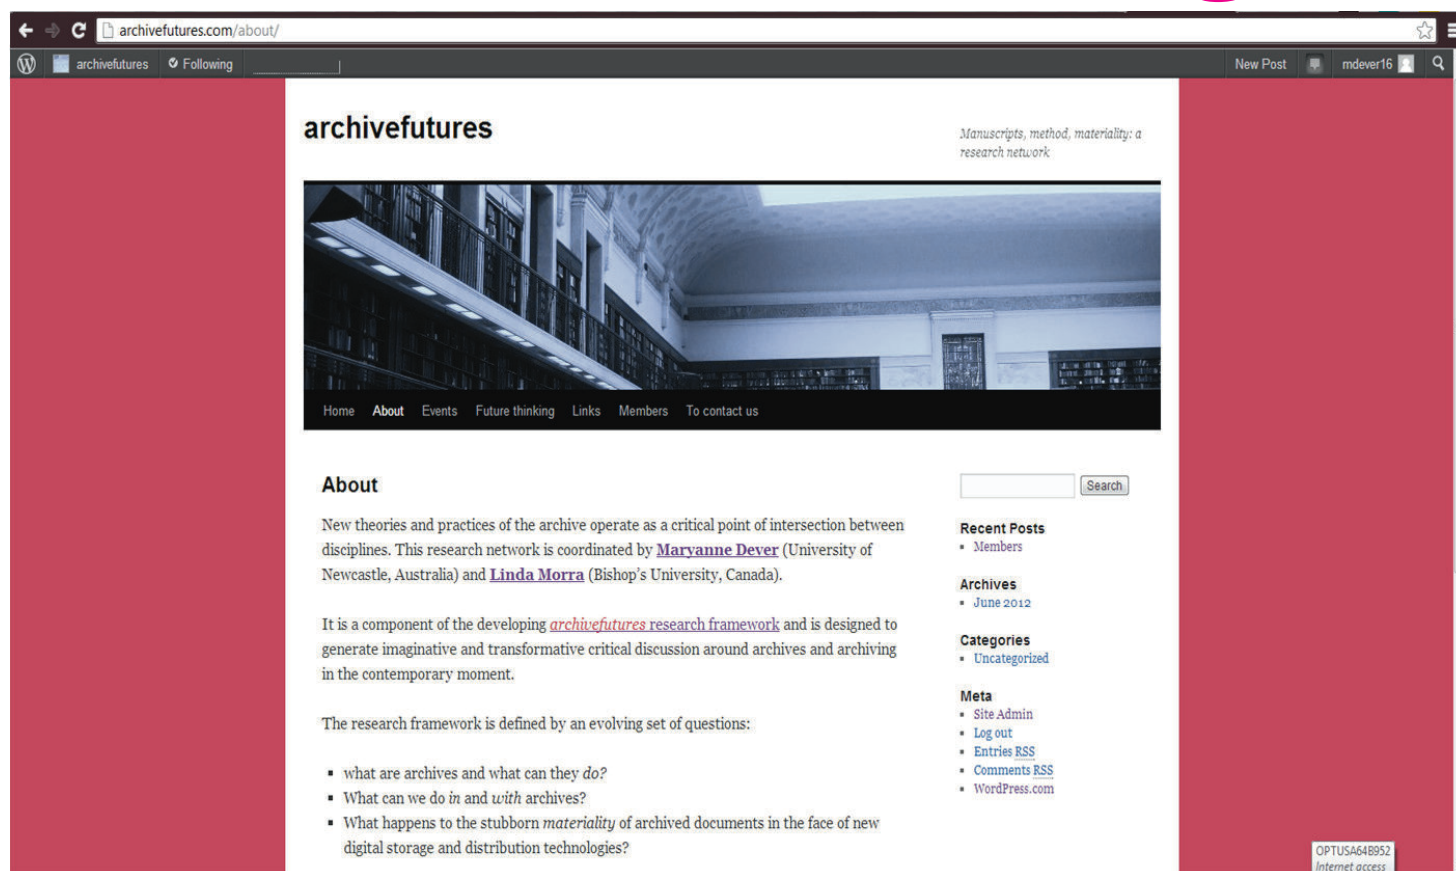 archivefutures.com/about/
archivefutures Following New Post mdever16
archivefutures
Manuscripts, method, materiality: a
research network
Home About Events Future thinking Links Members To contact us
About
New theories and practices of the archive operate as a critical point of intersection between
disciplines. This research network is coordinated by Maryanne Dever (University of
Newcastle, Australia) and Linda Morra (Bishop's University, Canada).
It is a component of the developing archivefutures research framework and is designed to
generate imaginative and transformative critical discussion around archives and archiving
in the contemporary moment.
The research framework is defined by an evolving set of questions:
what are archives and what can they do?
What can we do in and with archives?
What happens to the stubborn materiality of archived documents in the face of new
digital storage and distribution technologies?
Search
Recent Posts
Members
Archives
June 2012
Categories
Uncategorized
Meta
Site Admin
Log out
Entries RSS
Comments RSS
WordPress.com
OPTUSA64B952
Internet access